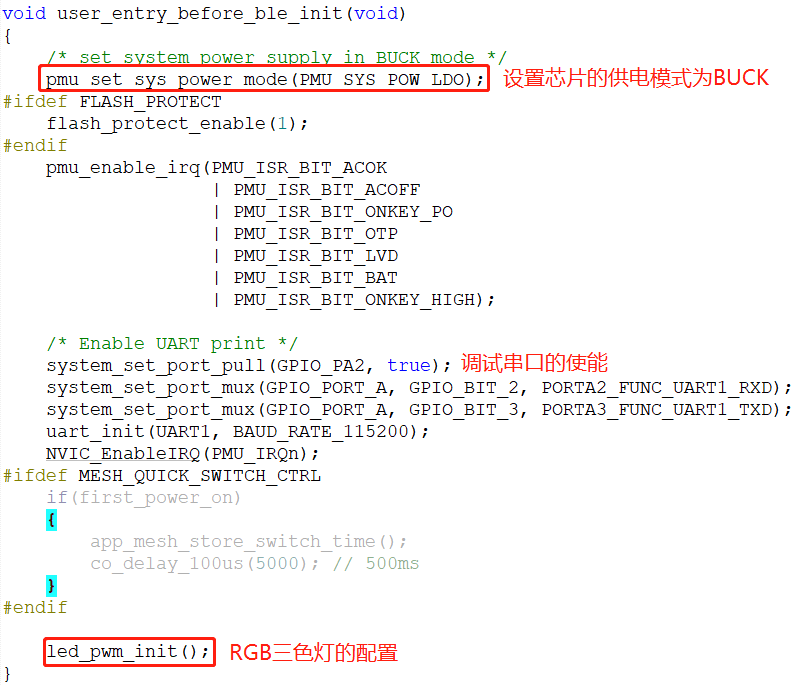 void user_entry_before_ble_init(void)
{
    /* set system power supply in BUCK mode */
    pmu_set_sys_power_mode(PMU_SYS_POW_LDO); 设置芯片的供电模式为BUCK
#ifdef FLASH_PROTECT
    flash_protect_enable(1);
#endif
    pmu_enable_irq(PMU_ISR_BIT_ACOK
                   | PMU_ISR_BIT_ACOFF
                   | PMU_ISR_BIT_ONKEY_PO
                   | PMU_ISR_BIT_OTP
                   | PMU_ISR_BIT_LVD
                   | PMU_ISR_BIT_BAT
                   | PMU_ISR_BIT_ONKEY_HIGH);
    /* Enable UART print */
    system_set_port_pull(GPIO_PA2, true); 调试串口的使能
    system_set_port_mux(GPIO_PORT_A, GPIO_BIT_2, PORTA2_FUNC_UART1_RXD);
    system_set_port_mux(GPIO_PORT_A, GPIO_BIT_3, PORTA3_FUNC_UART1_TXD);
    uart_init(UART1, BAUD_RATE_115200);
    NVIC_EnableIRQ(PMU_IRQn);
#ifdef MESH_QUICK_SWITCH_CTRL
    if(first_power_on)
    {
        app_mesh_store_switch_time();
        co_delay_100us(5000); // 500ms
    }
#endif
    led_pwm_init(); RGB三色灯的配置
}